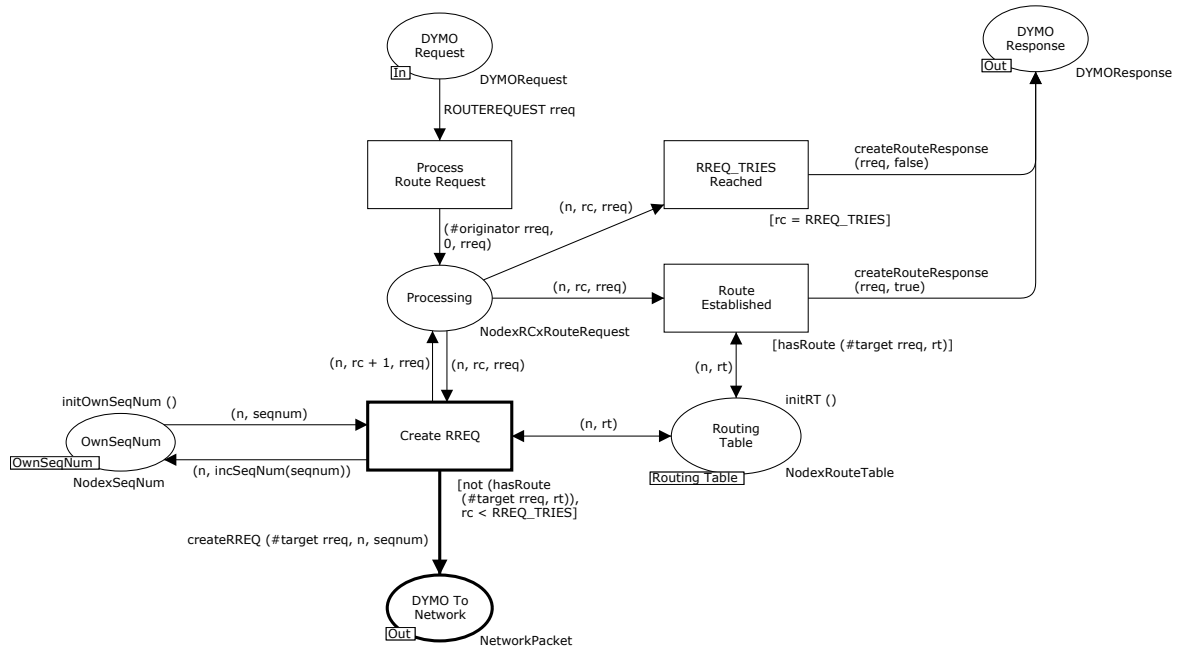 DYMO
Request
In
DYMORequest
DYMO
Response
Out
DYMOResponse
ROUTEREQUEST rreq
Process
Route Request
RREQ_TRIES
Reached
createRouteResponse
(rreq, false)
[rc = RREQ_TRIES]
(n, rc, rreq)
(#originator rreq,
0, rreq)
Processing
NodexRCxRouteRequest
(n, rc, rreq)
Route
Established
createRouteResponse
(rreq, true)
[hasRoute (#target rreq, rt)]
(n, rc + 1, rreq)
(n, rc, rreq)
(n, rt)
initOwnSeqNum ()
OwnSeqNum
OwnSeqNum
NodexSeqNum
(n, seqnum)
(n, incSeqNum(seqnum))
Create RREQ
(n, rt)
initRT ()
Routing
Table
Routing Table
NodexRouteTable
[not (hasRoute
(#target rreq, rt)),
rc < RREQ_TRIES]
createRREQ (#target rreq, n, seqnum)
DYMO To
Network
Out
NetworkPacket